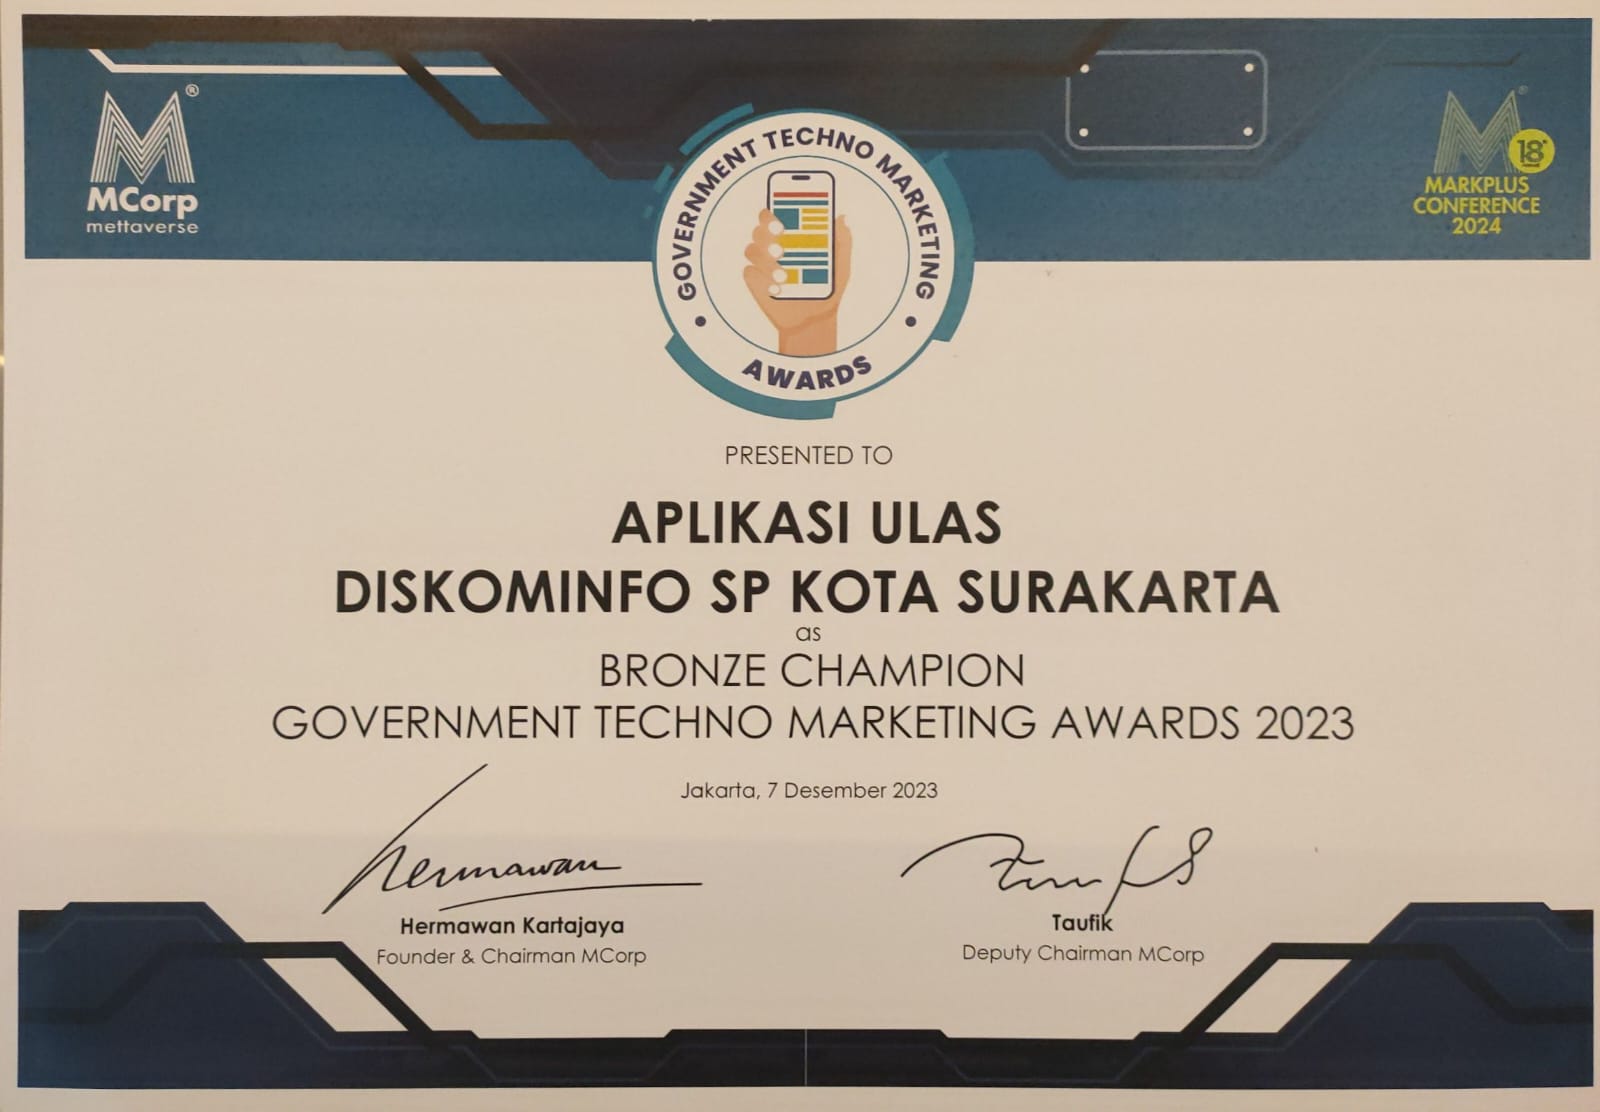 MCorp
mettaverse
GOVERNMENT TECHNO MARKETING
AWARDS
18
MARKPLUS
CONFERENCE
2024
PRESENTED TO
APLIKASI ULAS
DISKOMINFO SP KOTA SURAKARTA
as
BRONZE CHAMPION
GOVERNMENT TECHNO MARKETING AWARDS 2023
Jakarta, 7 Desember 2023
Hermawan
Hermawan Kartajaya
Founder & Chairman MCorp
Taufik
Deputy Chairman MCorp